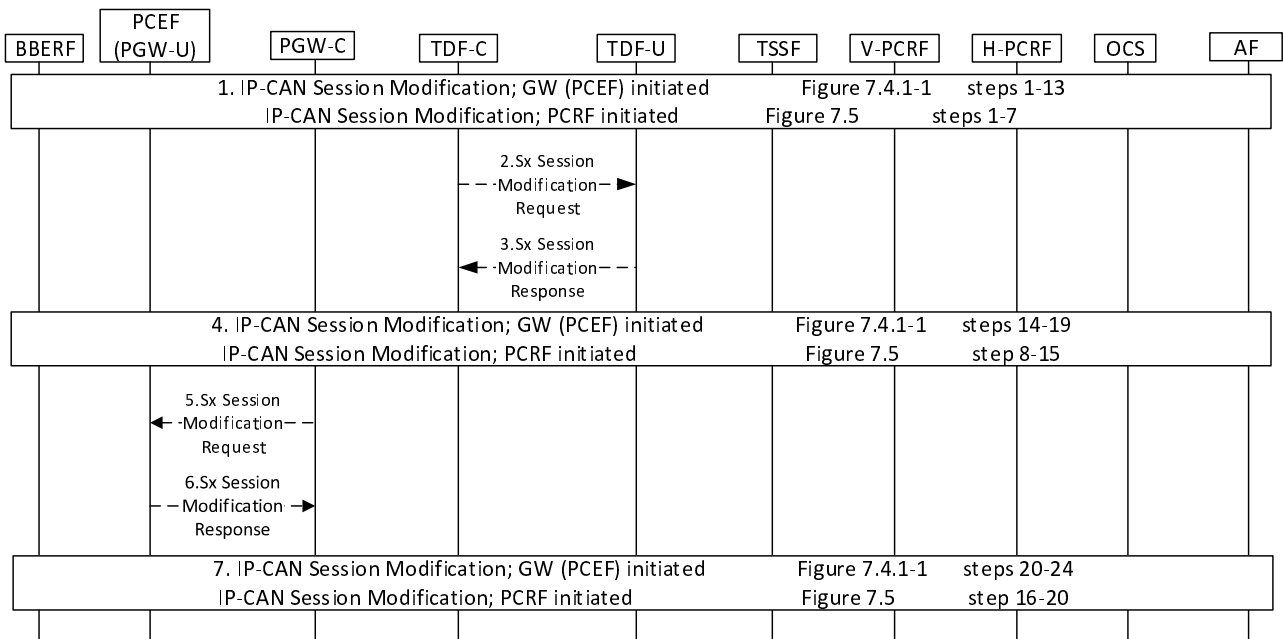 PCEF
(PGW-U)
BBERF
PGW-C
TDF-C
TDF-U
TSSF
V-PCRF
H-PCRF
OCS
AF
1. IP-CAN Session Modification; GW (PCEF) initiated Figure 7.4.1-1 steps 1-13
IP-CAN Session Modification; PCRF initiated Figure 7.5 steps 1-7
2.Sx Session
Modification
Request
3.Sx Session
Modification
Response
4. IP-CAN Session Modification; GW (PCEF) initiated Figure 7.4.1-1 steps 14-19
IP-CAN Session Modification; PCRF initiated Figure 7.5 step 8-15
5.Sx Session
Modification
Request
6.Sx Session
Modification
Response
7. IP-CAN Session Modification; GW (PCEF) initiated Figure 7.4.1-1 steps 20-24
IP-CAN Session Modification; PCRF initiated Figure 7.5 step 16-20